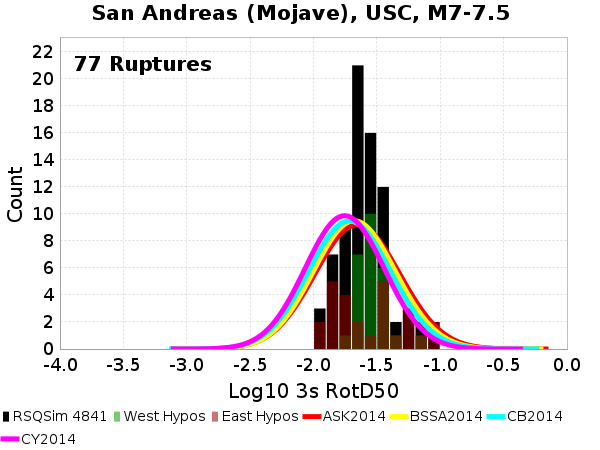 San Andreas (Mojave), USC, M7-7.5
77 Ruptures
22
20
18
16
14
12
10
8
6
4
2
0
Count
-4.0 -3.5 -3.0 -2.5 -2.0 -1.5 -1.0 -0.5 0.0
Log10 3s RotD50
RSQSim 4841 West Hypos East Hypos ASK2014 BSSA2014 CB2014
CY2014